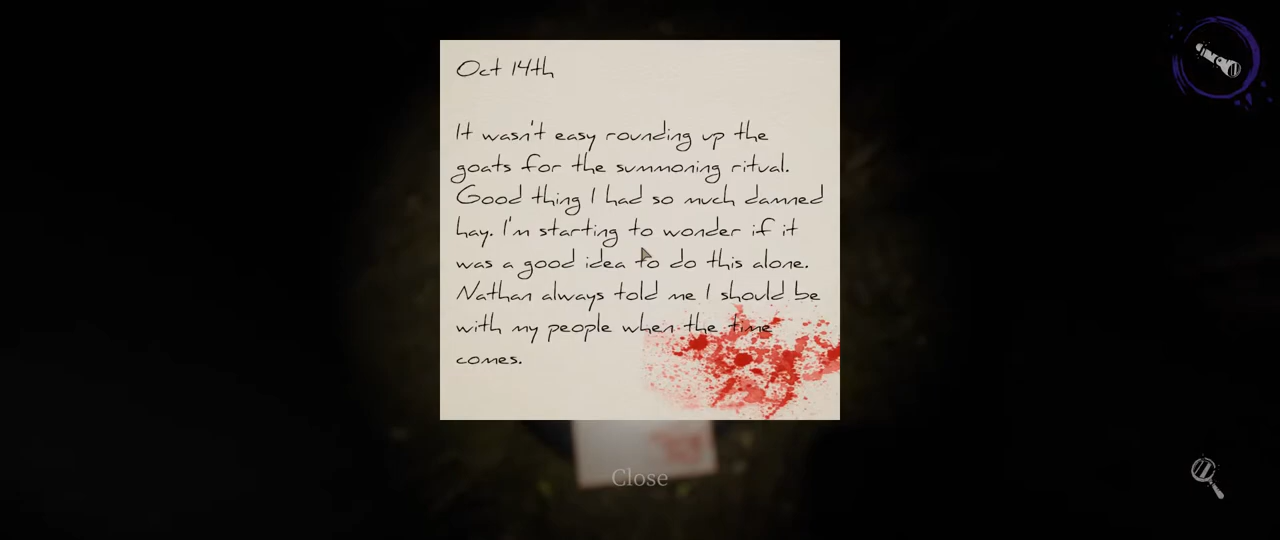 Oct 14th
It wasn't easy rounding up the
goats for the summoning ritual.
Good thing I had so much damned
hay. I'm starting to wonder if it
was a good idea to do this alone.
Nathan always told me I should be
with my people when the time
comes.
Close